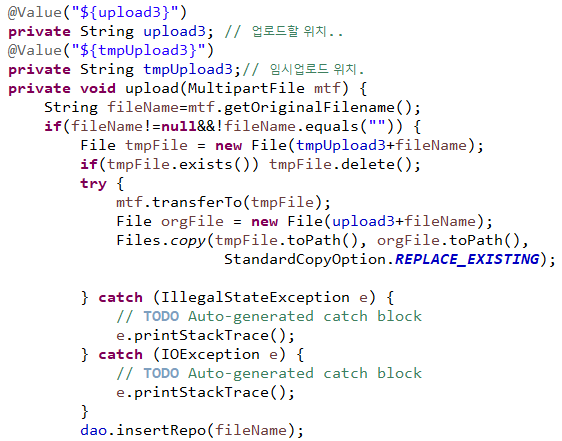 @Value("${upload3}")
private String upload3; // 업로드할 위치..
@Value("${tmpUpload3}")
private String tmpUpload3;// 임시업로드 위치.
private void upload(MultipartFile mtf) {
String fileName=mtf.getOriginalFilename();
if(fileName!=null&&!fileName.equals("")) {
File tmpFile = new File(tmpUpload3+fileName);
if(tmpFile.exists()) tmpFile.delete();
try {
mtf.transferTo(tmpFile);
File orgFile = new File(upload3+fileName);
Files.copy(tmpFile.toPath(), orgFile.toPath(),
StandardCopyOption.REPLACE_EXISTING);
} catch (IllegalStateException e) {
// TODO Auto-generated catch block
e.printStackTrace();
} catch (IOException e) {
// TODO Auto-generated catch block
e.printStackTrace();
}
dao.insertRepo(fileName);